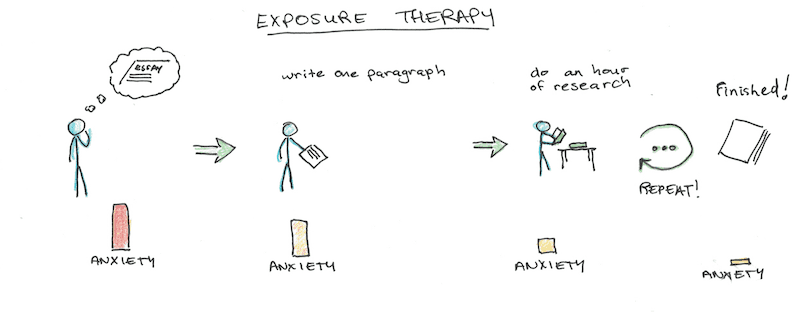 EXPOSURE THERAPY
ESSAY
write one paragraph
do an hour
of research
Finished!
REPEAT!
ANXIETY
ANXIETY
ANXIETY
ANXIETY